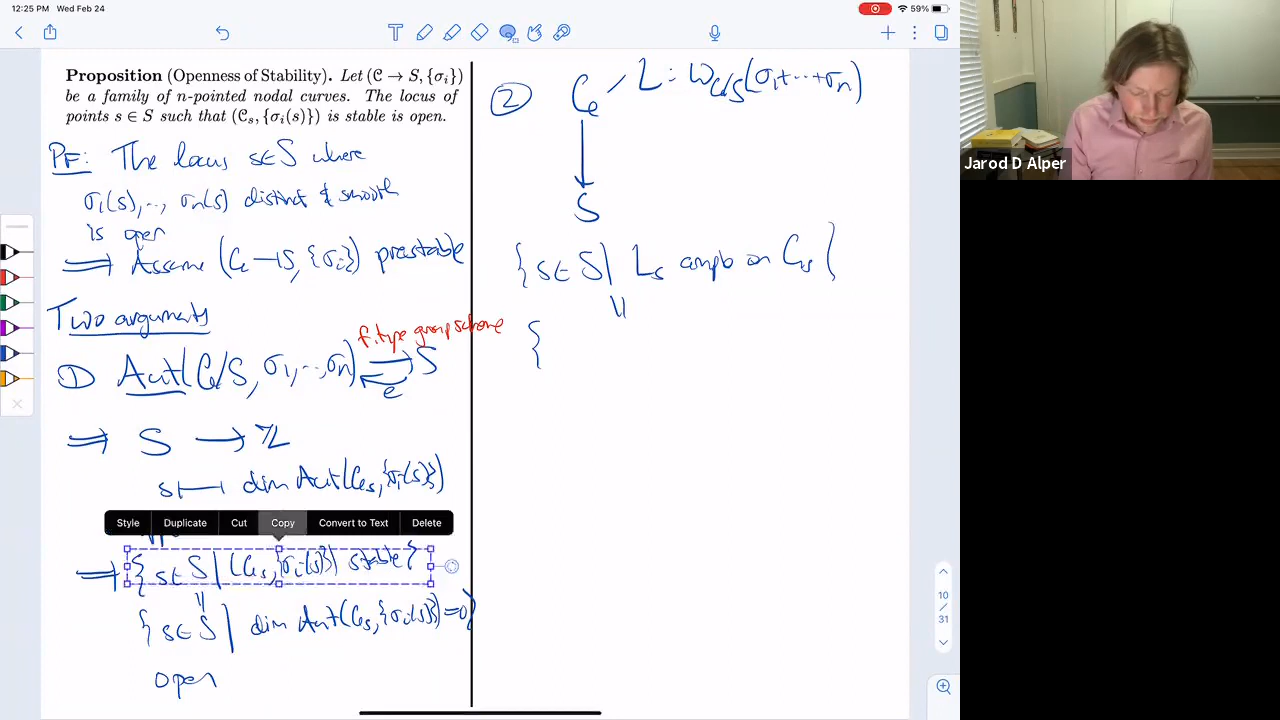 12:25 PM Wed Feb 24
59%
Proposition (Openness of Stability). Let (𝒞 → S, {σi})
be a family of n-pointed nodal curves. The locus of
points s ∈ S such that (𝒞s, {σi(s)}) is stable is open.
PF: The locus s∈S where
σ1(s),.., σn(s) distinct & smooth
is open
⟹ Assume (𝒞→S, {σi}) prestable
Two arguments
① Aut(𝒞/S, σ1,..,σn) ⇄ S
f.type group scheme
e
⟹ S → ℤ
s ⟼ dim Aut(𝒞s, {σi(s)})
Style Duplicate Cut Copy Convert to Text Delete
⟹ {s∈S | (𝒞s, {σi(s)}) stable}
||
{s∈S | dim Aut(𝒞s, {σi(s)}) = 0}
open
② 𝒞 L := ω𝒞/S(σ1+···+σn)
↓
S
{s∈S | Ls ample on 𝒞s}
||
{
Jarod D Alper
10
/
31